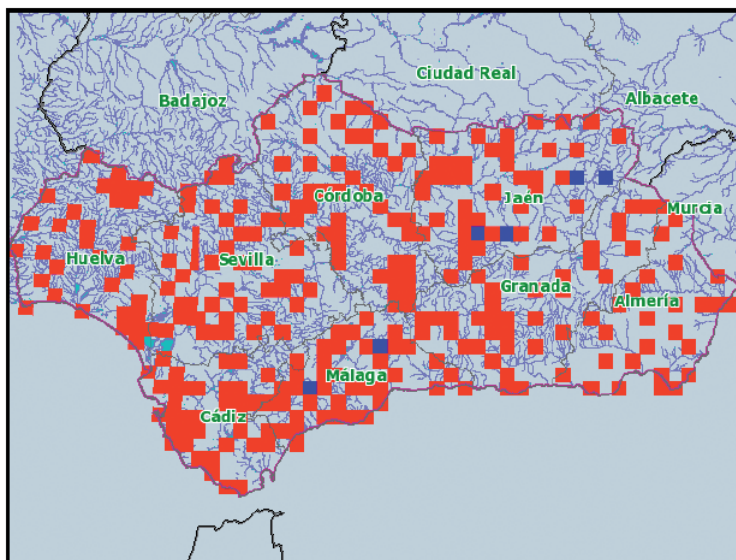 Ciudad Real
Badajoz
Albacete
Córdoba
Jaén
Murcia
Huelva
Sevilla
Granada
Almería
Málaga
Cádiz